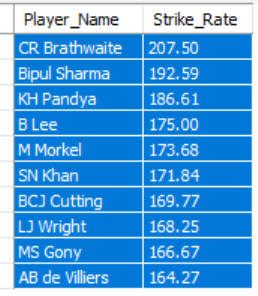 Player_Name Strike_Rate
CR Brathwaite 207.50
Bipul Sharma 192.59
KH Pandya 186.61
B Lee 175.00
M Morkel 173.68
SN Khan 171.84
BCJ Cutting 169.77
LJ Wright 168.25
MS Gony 166.67
AB de Villiers 164.27